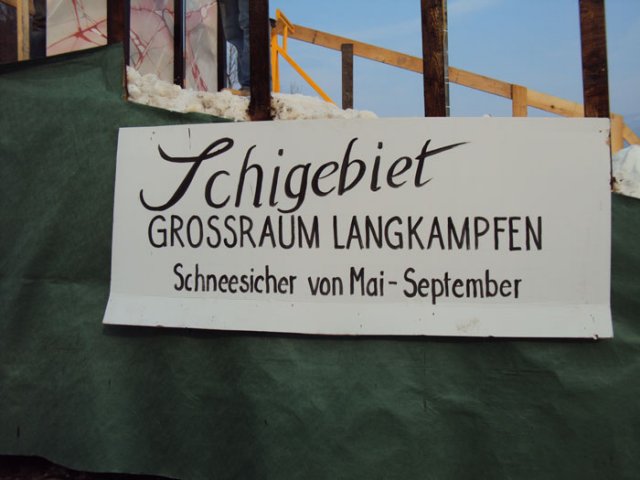 Schigebiet
GROSSRAUM LANGKAMPFEN
Schneesicher von Mai - September